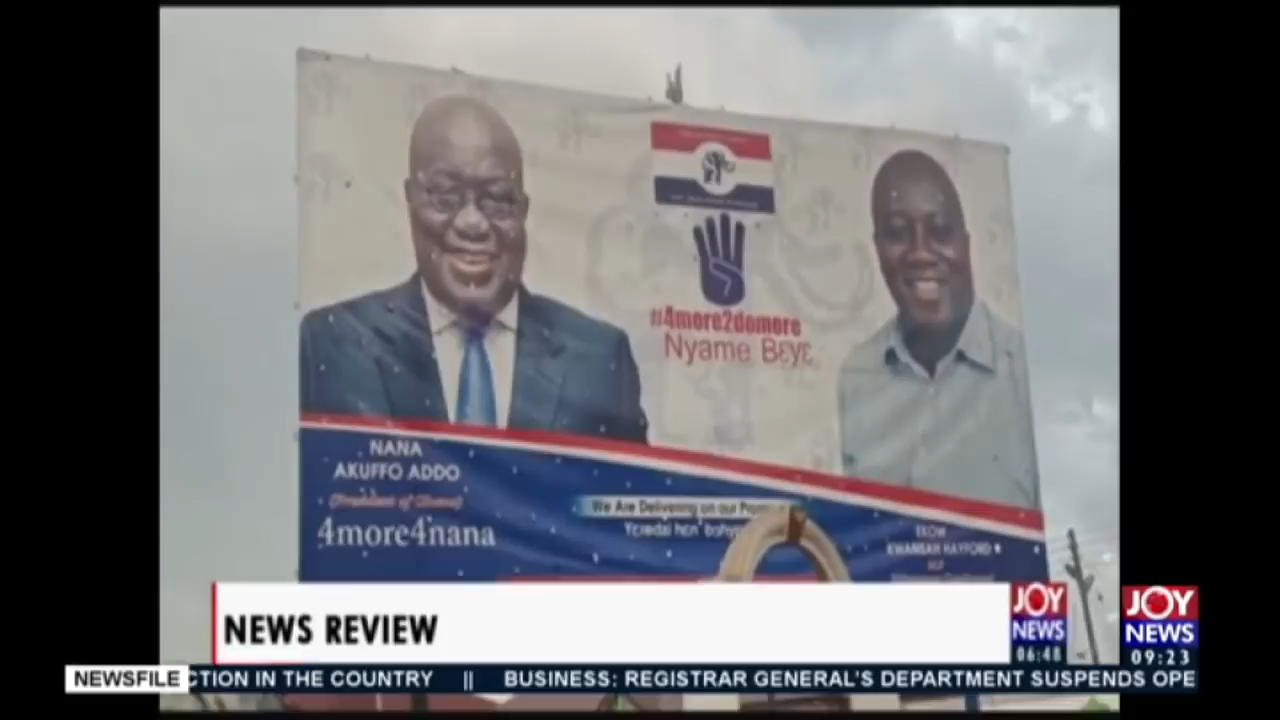 #4more2domore
Nyame Bɛyɛ
NANA
AKUFFO ADDO
(President of Ghana)
4more4nana
We Are Delivering on our
EKOW
KWANSAH HAYFORD
MP
NEWS REVIEW
JOY
NEWS
06:48
JOY
NEWS
09:23
NEWSFILE
CTION IN THE COUNTRY || BUSINESS: REGISTRAR GENERAL'S DEPARTMENT SUSPENDS OPE